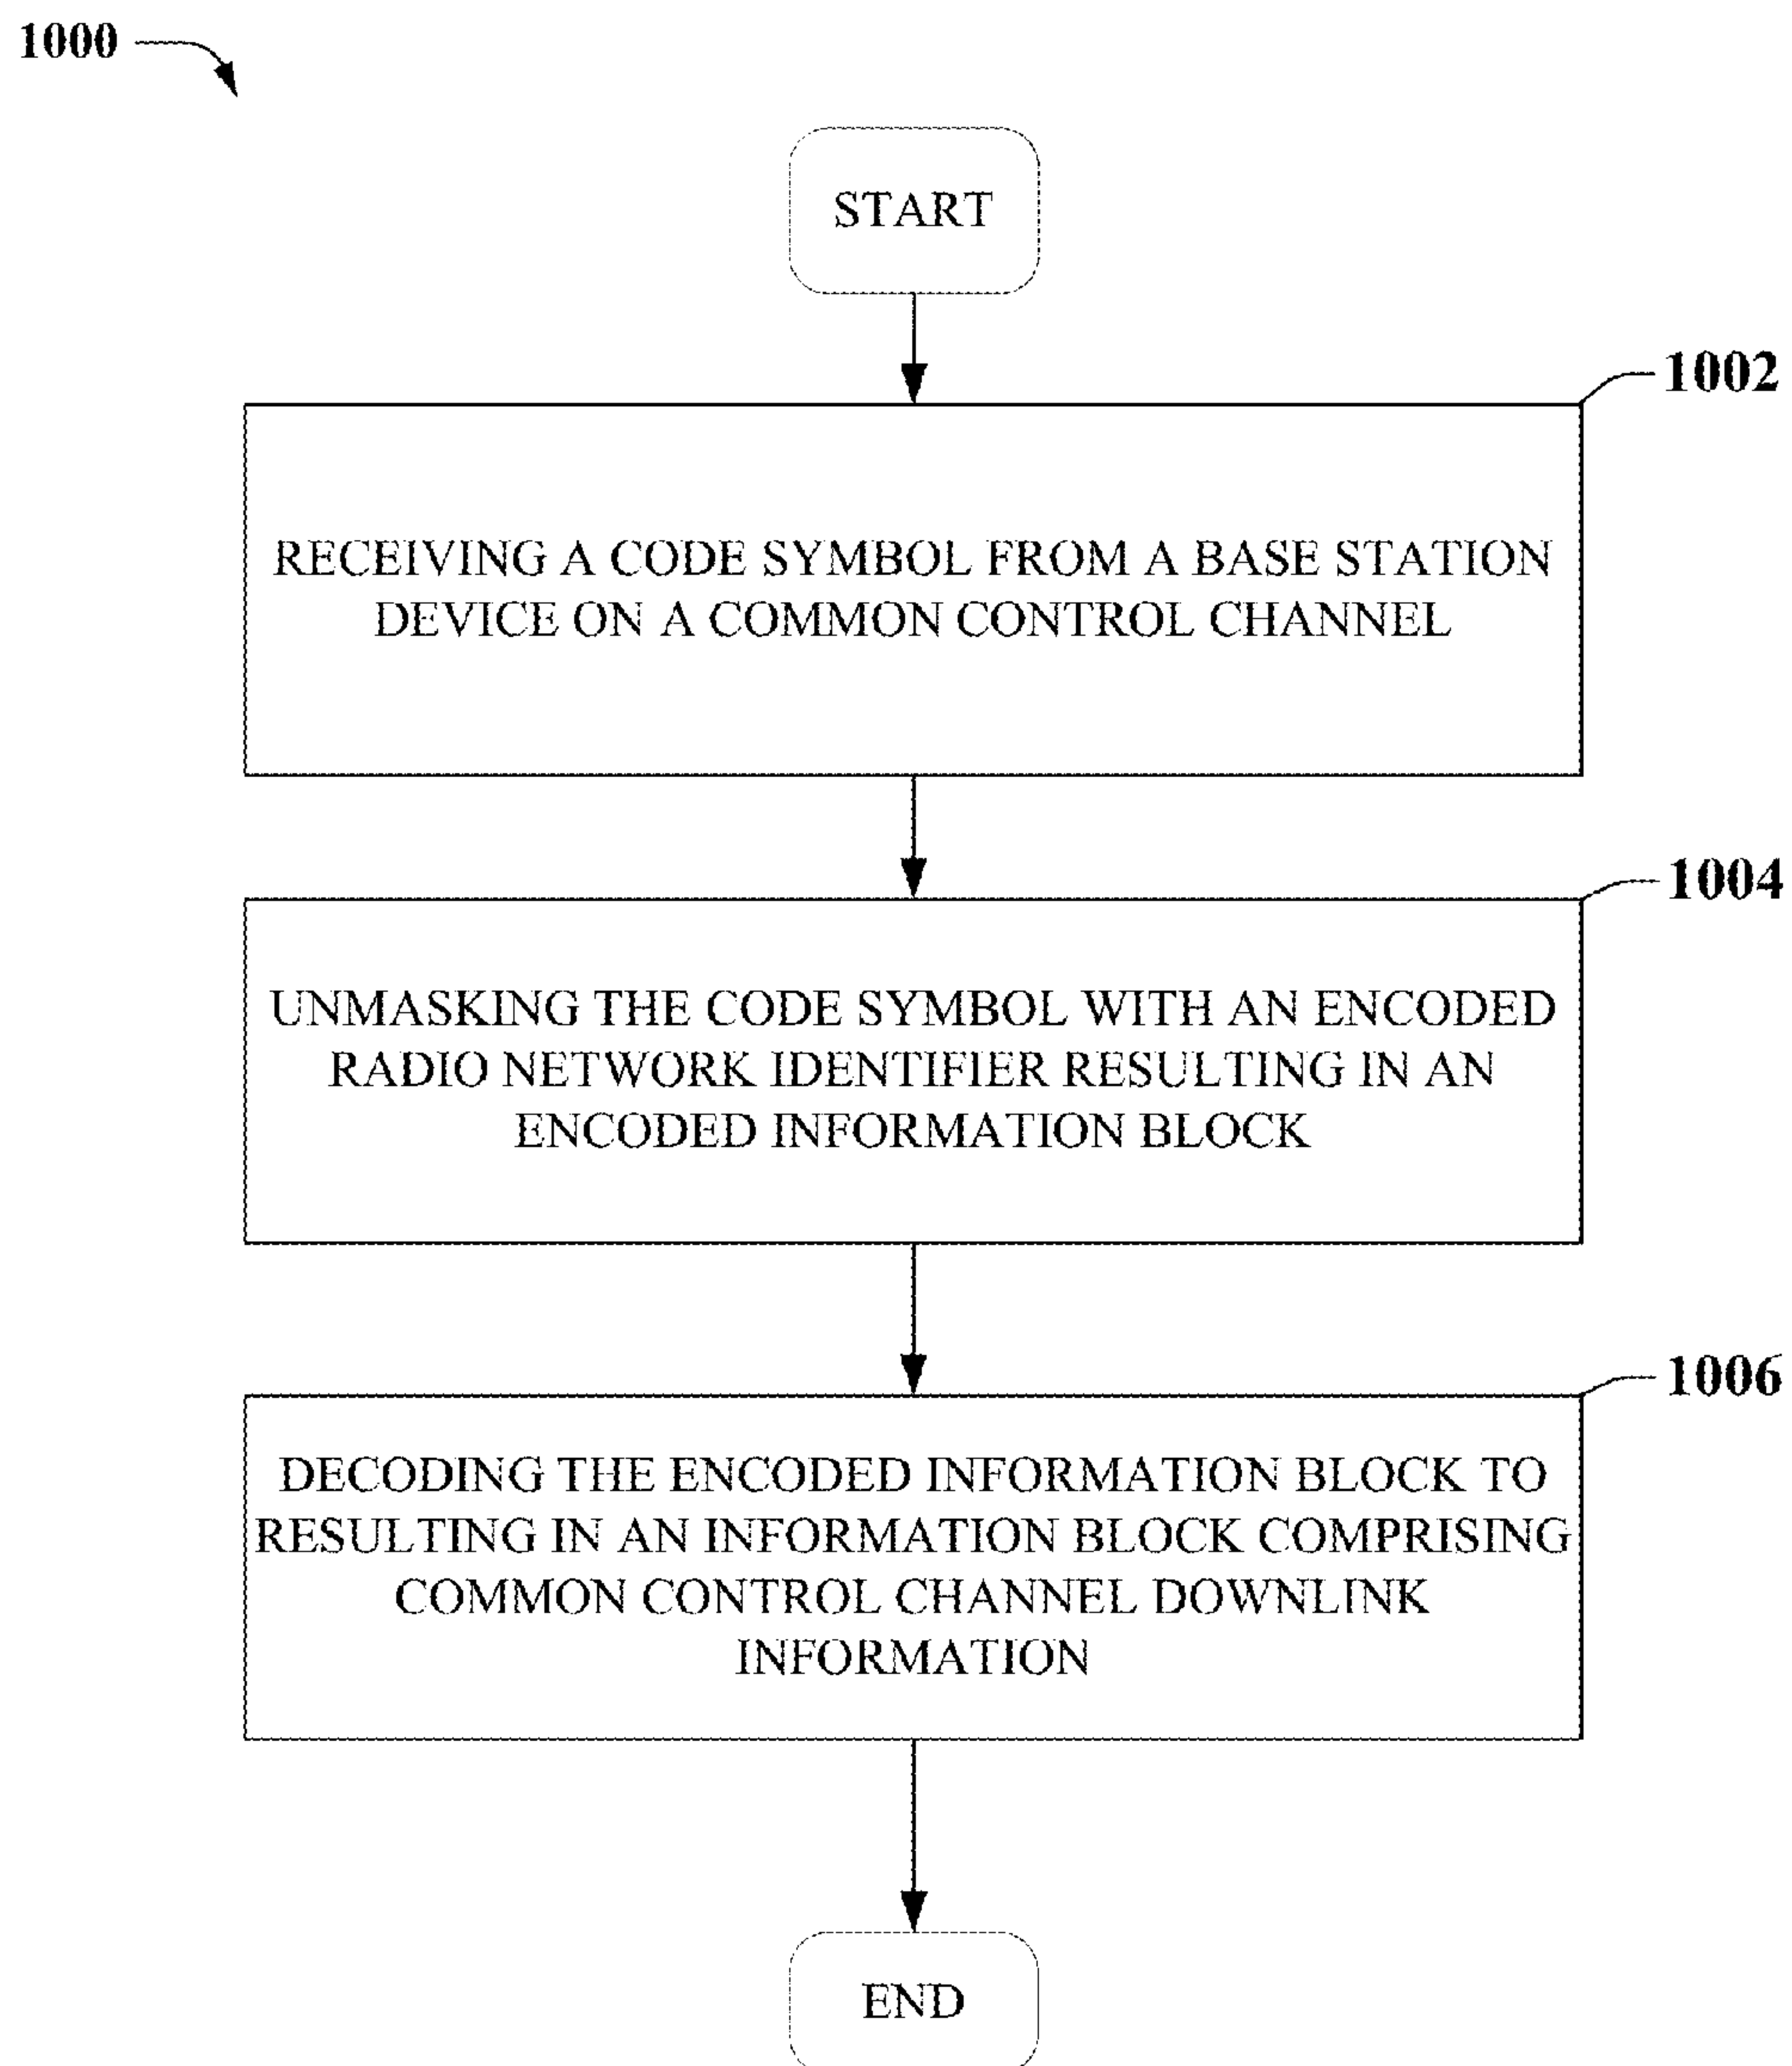 1000
START
1002
RECEIVING A CODE SYMBOL FROM A BASE STATION
DEVICE ON A COMMON CONTROL CHANNEL
1004
UNMASKING THE CODE SYMBOL WITH AN ENCODED
RADIO NETWORK IDENTIFIER RESULTING IN AN
ENCODED INFORMATION BLOCK
1006
DECODING THE ENCODED INFORMATION BLOCK TO
RESULTING IN AN INFORMATION BLOCK COMPRISING
COMMON CONTROL CHANNEL DOWNLINK
INFORMATION
END